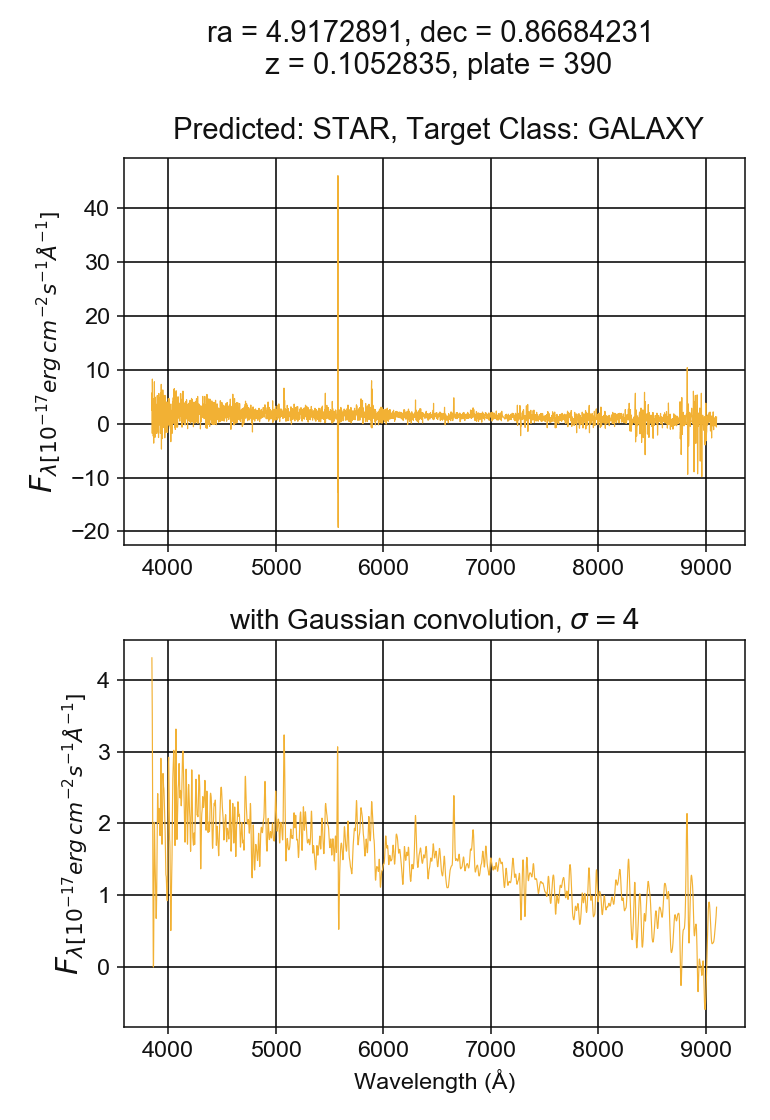 ra = 4.9172891, dec = 0.86684231
z = 0.1052835, plate = 390
Predicted: STAR, Target Class: GALAXY
F_λ[10^{−17}erg cm^{−2}s^{−1}Å^{−1}]
40
30
20
10
0
−10
−20
4000 5000 6000 7000 8000 9000
with Gaussian convolution, σ = 4
F_λ[10^{−17}erg cm^{−2}s^{−1}Å^{−1}]
4
3
2
1
0
4000 5000 6000 7000 8000 9000
Wavelength (Å)